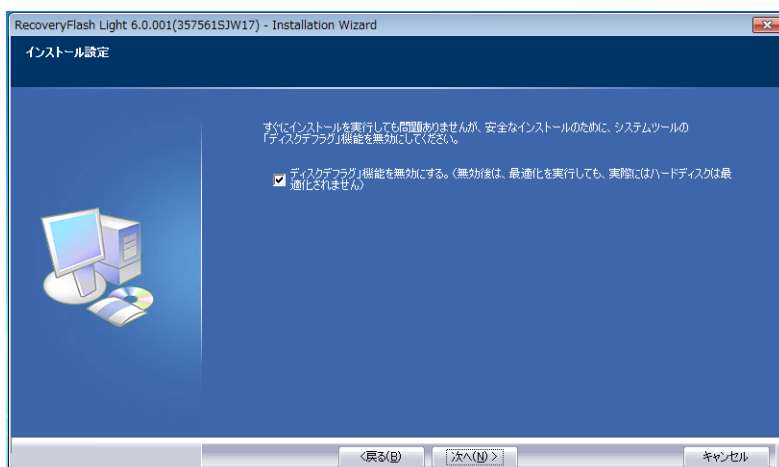 RecoveryFlash Light 6.0.001(357561SJW17) - Installation Wizard
インストール設定
すぐにインストールを実行しても問題ありませんが、安全なインストールのために、システムツールの
「ディスクデフラグ」機能を無効にしてください。
ディスクデフラグ」機能を無効にする。(無効後は、最適化を実行しても、実際にはハードディスクは最
適化されません)
<戻る(B)
次へ(N) >
キャンセル